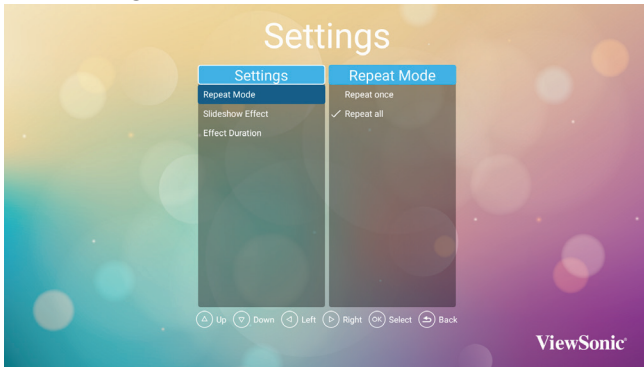 Settings
Settings
Repeat Mode
Repeat Mode
Repeat once
Slideshow Effect
✓ Repeat all
Effect Duration
Up Down Left Right OK Select Back
ViewSonic®